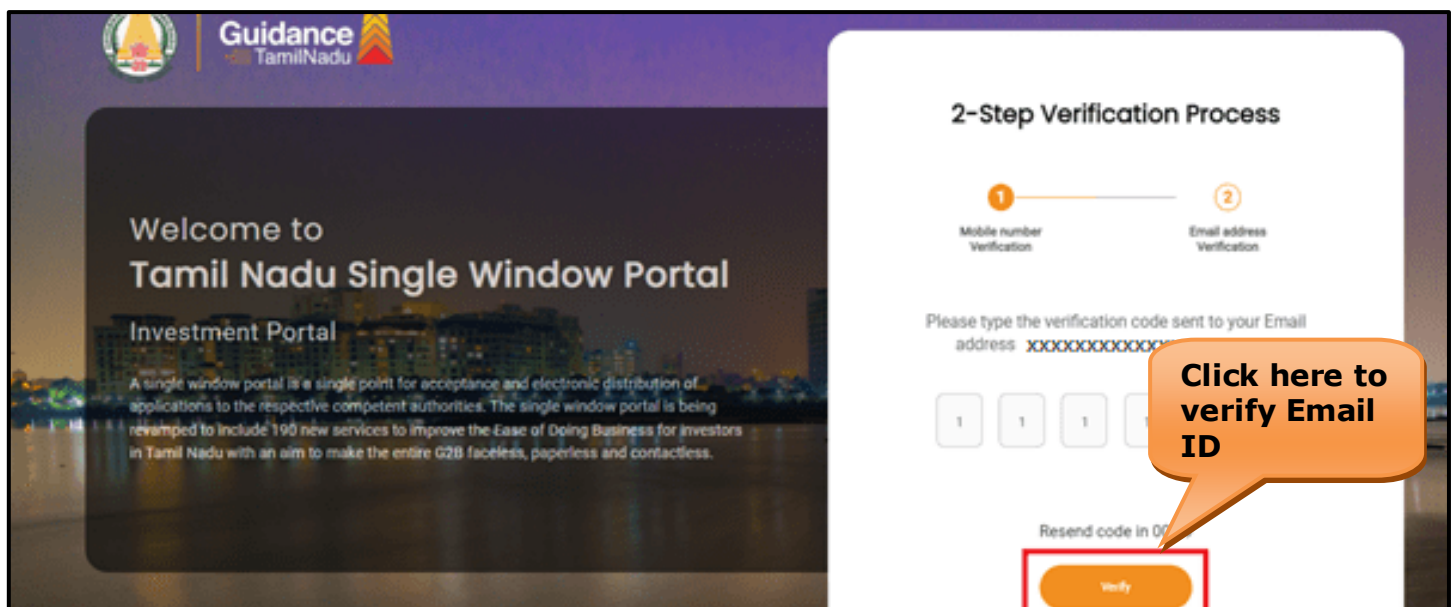 Guidance
TamilNadu
Welcome to
Tamil Nadu Single Window Portal
Investment Portal
A single window portal is a single point for acceptance and electronic distribution of
applications to the respective competent authorities. The single window portal is being
revamped to include 190 new services to improve the Ease of Doing Business for investors
in Tamil Nadu with an aim to make the entire G2B faceless, paperless and contactless.
2-Step Verification Process
1
2
Mobile number
Verification
Email address
Verification
Please type the verification code sent to your Email
address XXXXXXXXXXXXX
1 1 1 1
Click here to
verify Email
ID
Resend code in
Verify